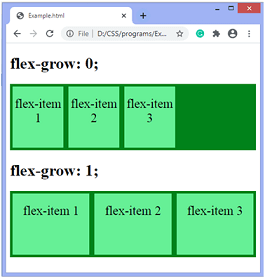 Example.html
File | D:/CSS/programs/Ex...
flex-grow: 0;
flex-item
1
flex-item
2
flex-item
3
flex-grow: 1;
flex-item 1
flex-item 2
flex-item 3